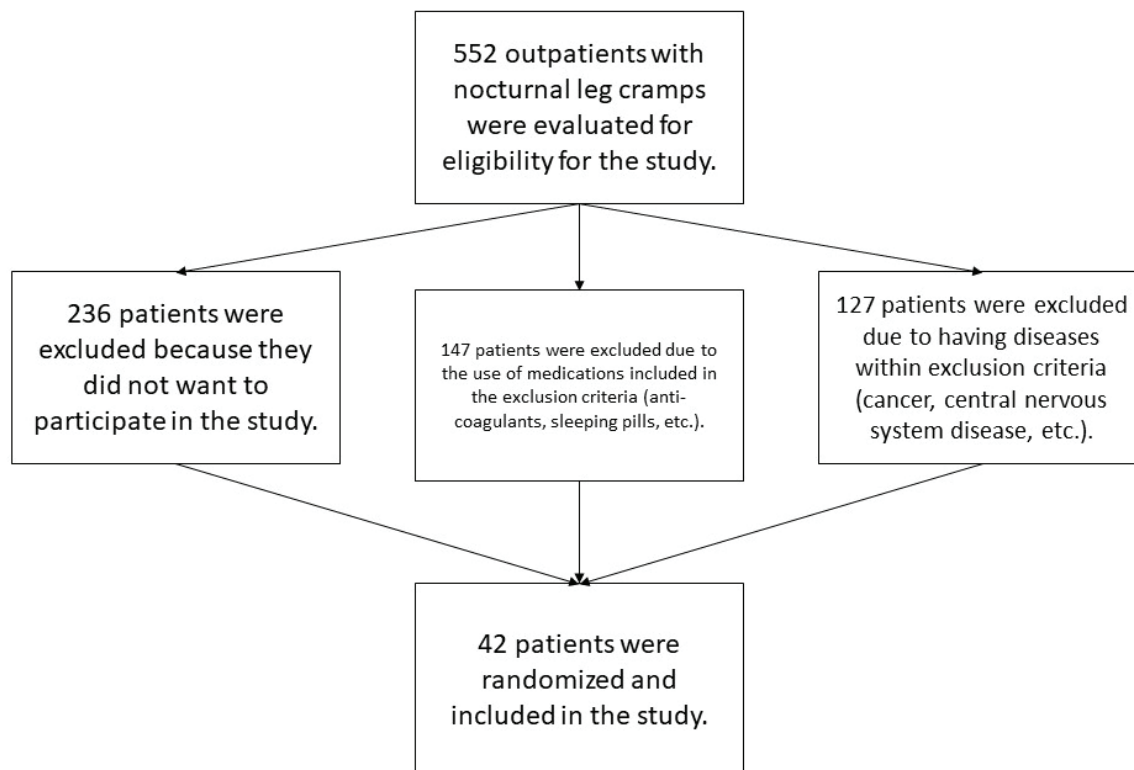 552 outpatients with
nocturnal leg cramps
were evaluated for
eligibility for the study.
236 patients were
excluded because they
did not want to
participate in the study.
147 patients were excluded due to
the use of medications included in
the exclusion criteria (anti-
coagulants, sleeping pills, etc.).
127 patients were excluded
due to having diseases
within exclusion criteria
(cancer, central nervous
system disease, etc.).
42 patients were
randomized and
included in the study.